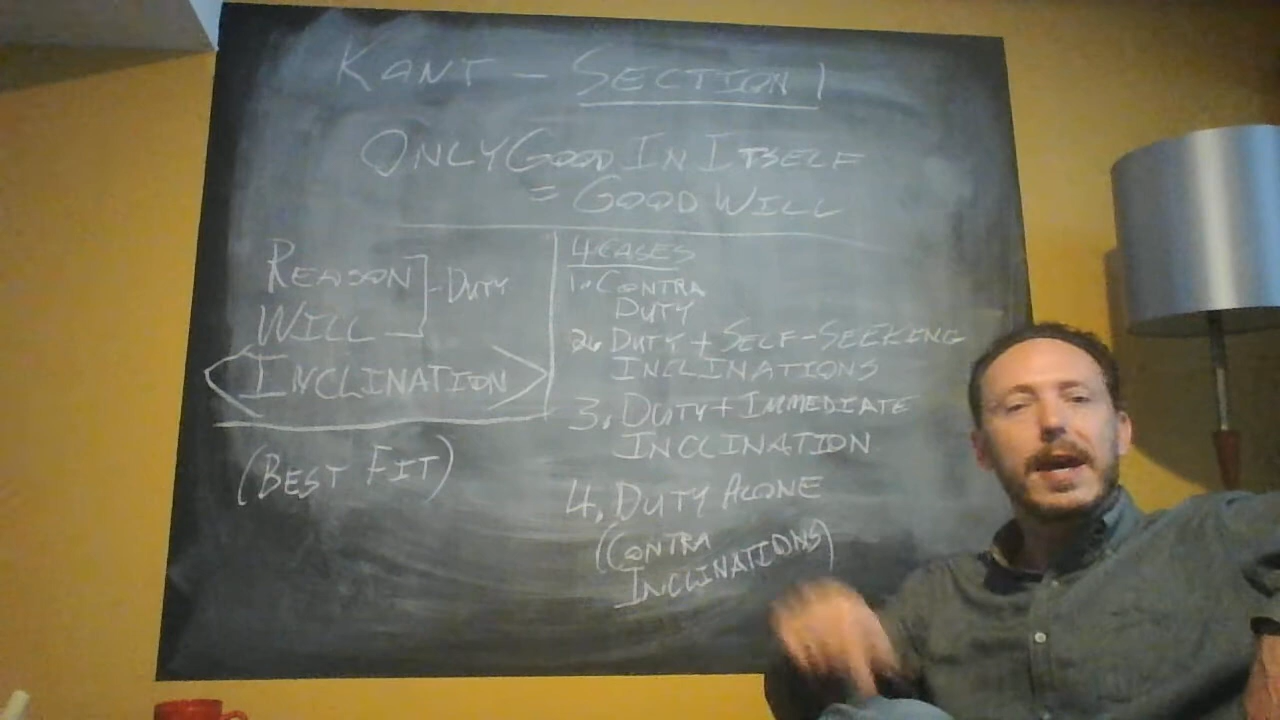 KANT - SECTION 1
ONLY GOOD IN ITSELF
= GOOD WILL
REASON
WILL
] - DUTY
<INCLINATION>
(BEST FIT)
4 CASES
1. CONTRA
DUTY
2. DUTY + SELF-SEEKING
INCLINATIONS
3. DUTY + IMMEDIATE
INCLINATION
4. DUTY ALONE
(CONTRA
INCLINATIONS)